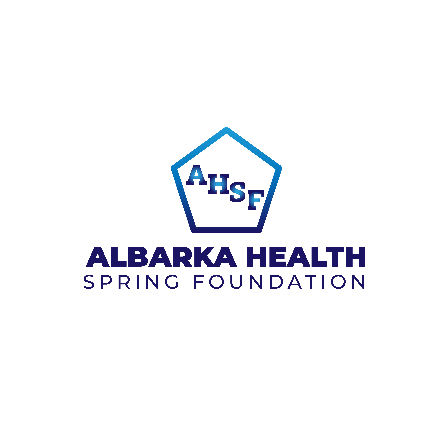 AHSF
ALBARKA HEALTH
SPRING FOUNDATION